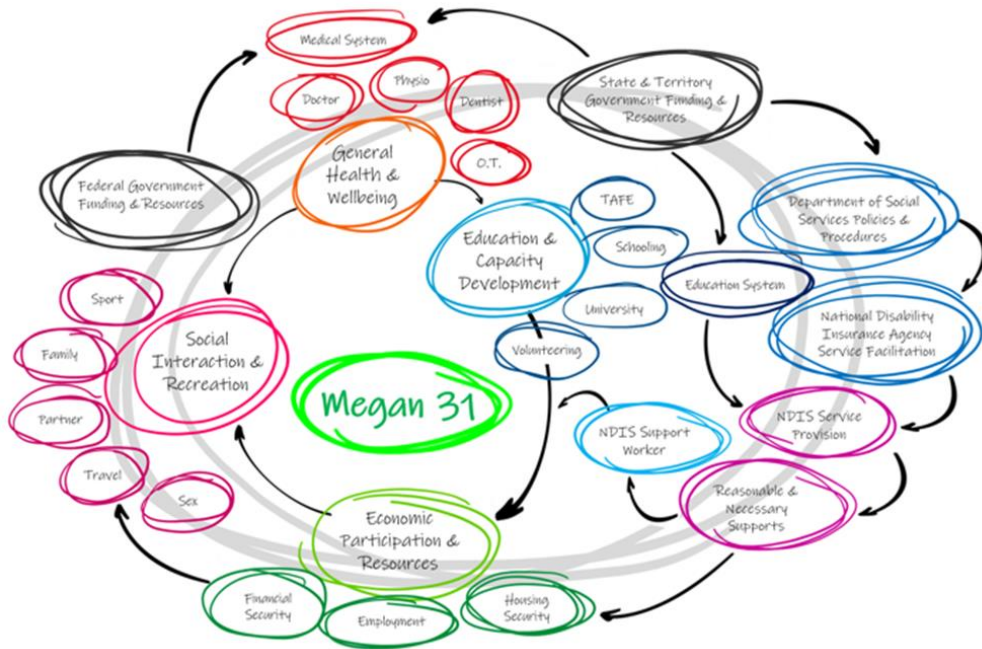 Medical System
Physio
Doctor
Dentist
O.T.
General
Health &
Wellbeing
State & Territory
Government Funding &
Resources
Federal Government
Funding & Resources
Department of Social
Services Policies &
Procedures
TAFE
Schooling
Education &
Capacity
Development
Education System
University
Volunteering
National Disability
Insurance Agency
Service Facilitation
Sport
Family
Partner
Travel
Sex
Social
Interaction &
Recreation
Megan 31
NDIS Support
Worker
NDIS Service
Provision
Reasonable &
Necessary
Supports
Economic
Participation &
Resources
Financial
Security
Employment
Housing
Security